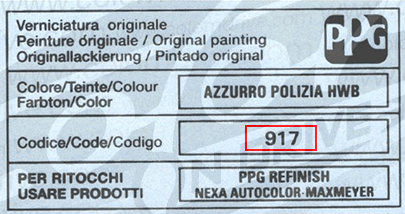 Verniciatura originale
Peinture originale / Original painting
Originallackierung / Pintado original
PPG
Colore/Teinte/Colour
Farbton/Color
AZZURRO POLIZIA HWB
Codice/Code/Codigo
917
PER RITOCCHI
USARE PRODOTTI
PPG REFINISH
NEXA AUTOCOLOR-MAXMEYER